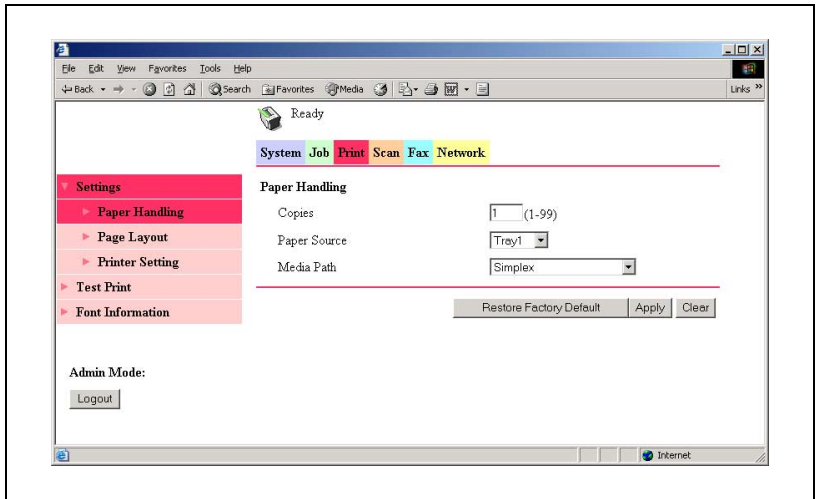 File Edit View Favorites Tools Help
Back Search Favorites Media Links »
Ready
System Job Print Scan Fax Network
Settings
Paper Handling
Page Layout
Printer Setting
Test Print
Font Information
Paper Handling
Copies 1 (1-99)
Paper Source Tray1
Media Path Simplex
Restore Factory Default Apply Clear
Admin Mode:
Logout
Internet